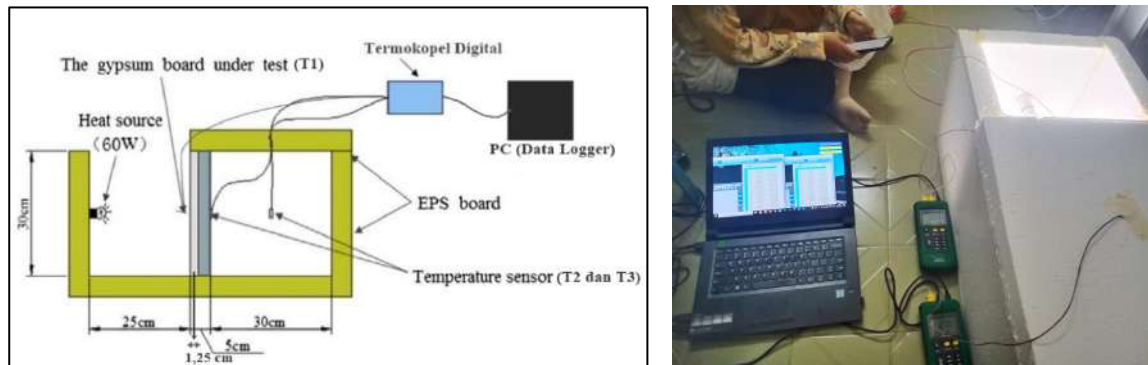 Termokopel Digital
The gypsum board under test (T1)
Heat source
(60W)
PC (Data Logger)
EPS board
30cm
Temperature sensor (T2 dan T3)
25cm
5cm
30cm
1,25 cm